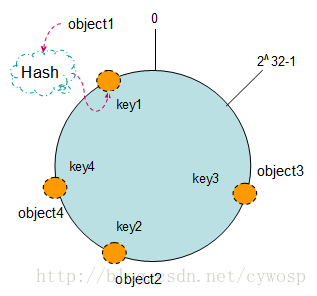 0
object1
2^32-1
Hash
key1
key4
key3
object3
object4
key2
object2
http://blog.csdn.net/cywosp